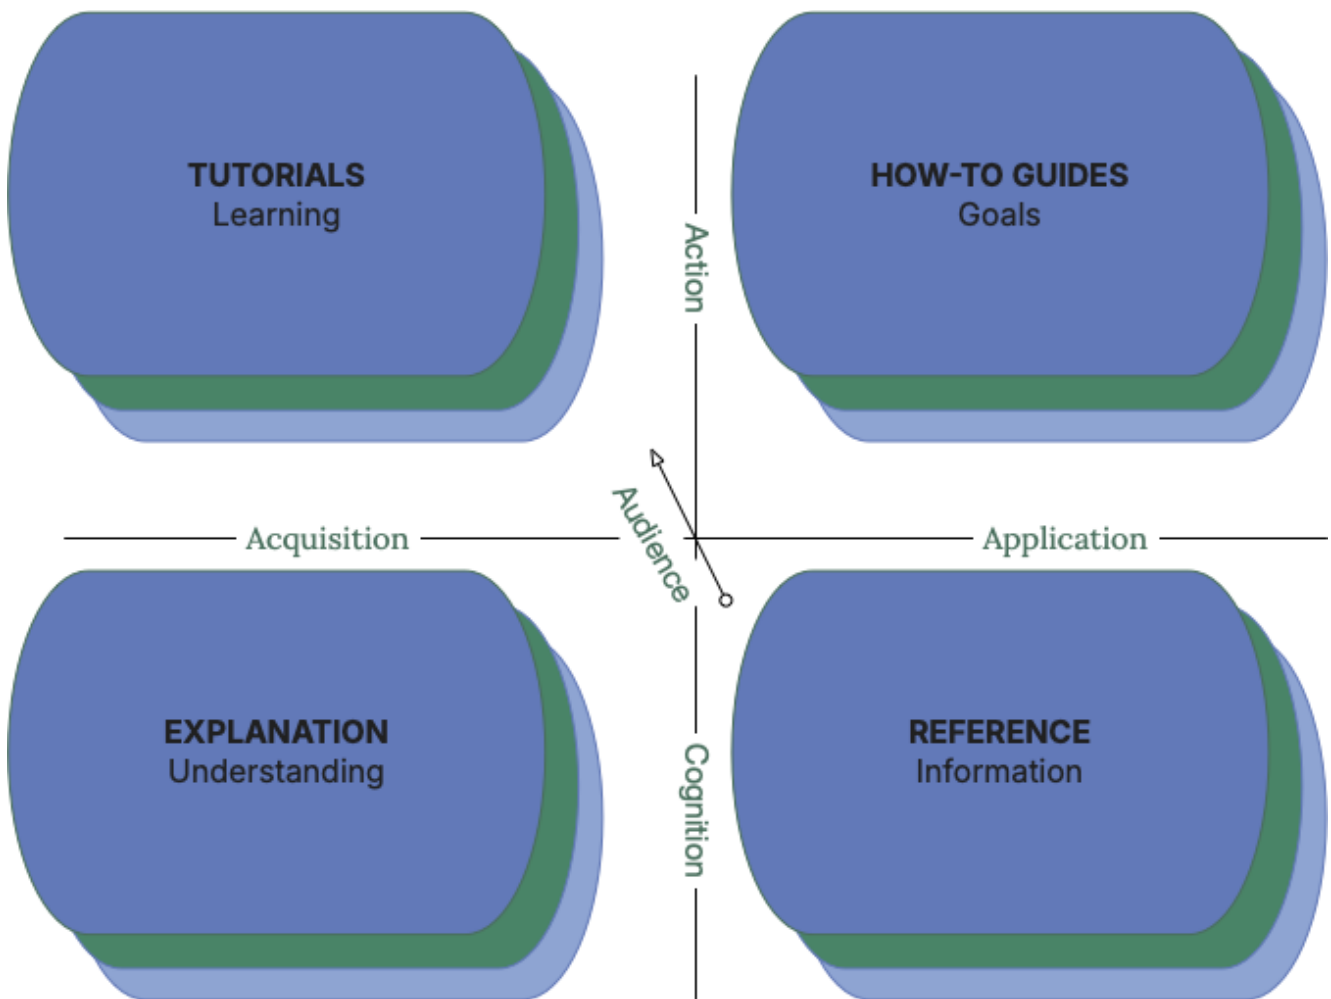 TUTORIALS
Learning
HOW-TO GUIDES
Goals
Action
Audience
Acquisition
Application
EXPLANATION
Understanding
REFERENCE
Information
Cognition